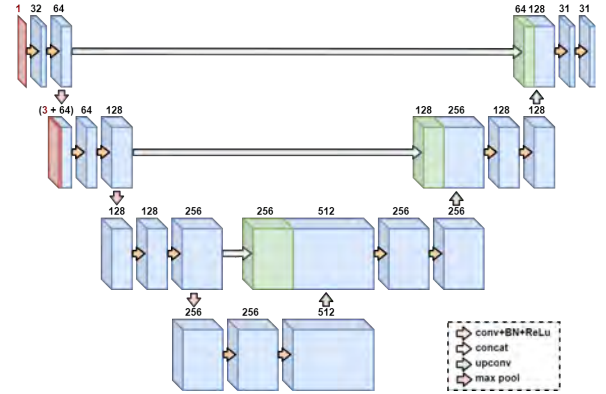 1 32 64 64 128 31 31
(3 + 64) 64 128 128 256 128 128
128 128 256 256 512 256 256
256 256 512
conv+BN+ReLu
concat
upconv
max pool